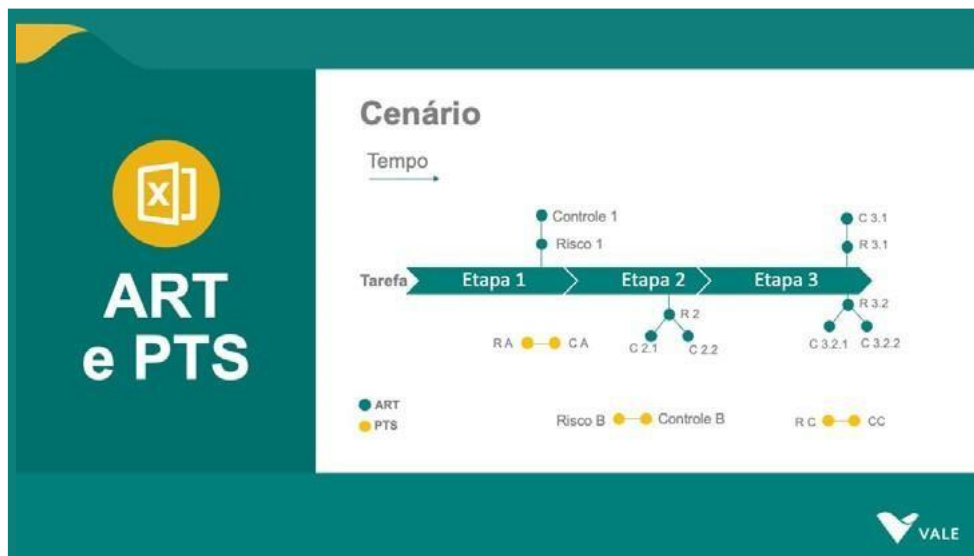 Cenário
Tempo
Controle 1
C 3.1
Risco 1
R 3.1
Tarefa
Etapa 1
Etapa 2
Etapa 3
R 3.2
R 2
R A
C A
C 2.1
C 2.2
C 3.2.1
C 3.2.2
ART
PTS
Risco B
Controle B
R C
CC
X
ART
e PTS
VALE